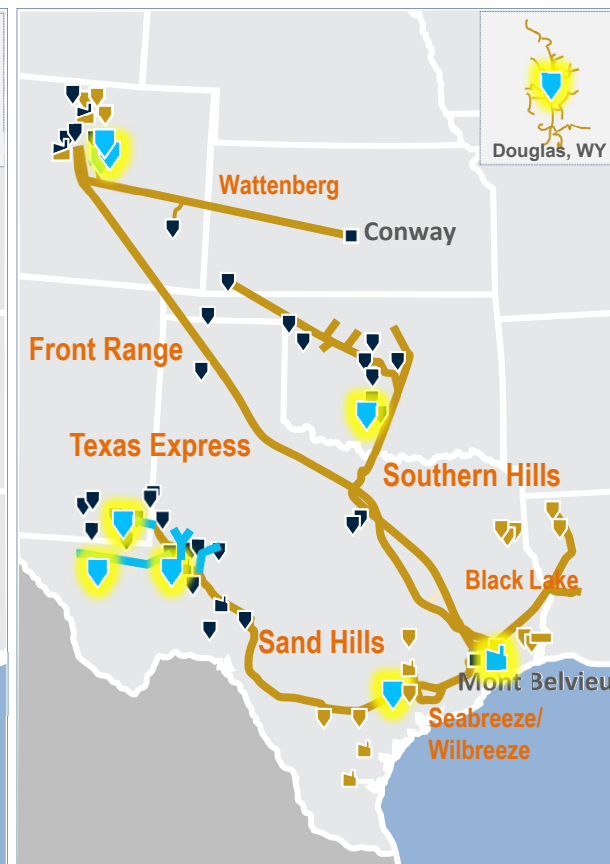 Douglas, WY
Wattenberg
Conway
Front Range
Texas Express
Southern Hills
Black Lake
Sand Hills
Mont Belvieu
Seabreeze/
Wilbreeze